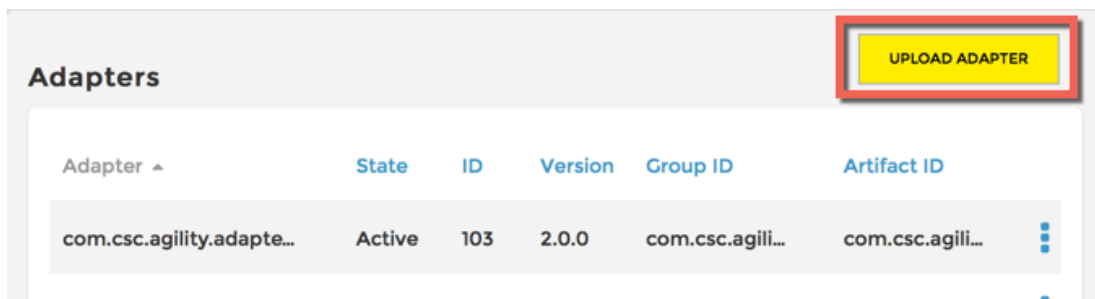 UPLOAD ADAPTER
Adapters
Adapter State ID Version Group ID Artifact ID
com.csc.agility.adapte... Active 103 2.0.0 com.csc.agili... com.csc.agili...